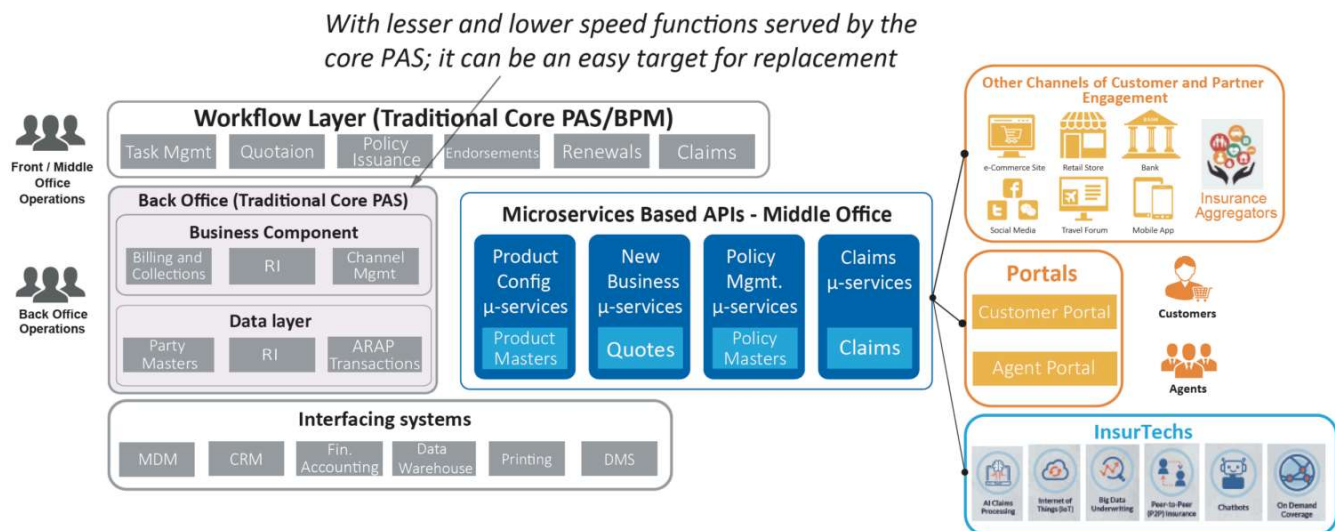 With lesser and lower speed functions served by the
core PAS; it can be an easy target for replacement
Front / Middle
Office
Operations
Workflow Layer (Traditional Core PAS/BPM)
Task Mgmt
Quotaion
Policy
Issuance
Endorsements
Renewals
Claims
Back Office
Operations
Back Office (Traditional Core PAS)
Business Component
Billing and
Collections
RI
Channel
Mgmt
Data layer
Party
Masters
RI
ARAP
Transactions
Microservices Based APIs - Middle Office
Product
Config
μ-services
Product
Masters
New
Business
μ-services
Quotes
Policy
Mgmt.
μ-services
Policy
Masters
Claims
μ-services
Claims
Interfacing systems
MDM
CRM
Fin.
Accounting
Data
Warehouse
Printing
DMS
Other Channels of Customer and Partner
Engagement
e-Commerce Site
Retail Store
BANK
Bank
Social Media
Travel Forum
Mobile App
Insurance
Aggregators
Portals
Customer Portal
Agent Portal
Customers
Agents
InsurTechs
AI Claims
Processing
Internet of
Things (IoT)
Big Data
Underwriting
Peer-to-Peer
(P2P) Insurance
Chatbots
On Demand
Coverage